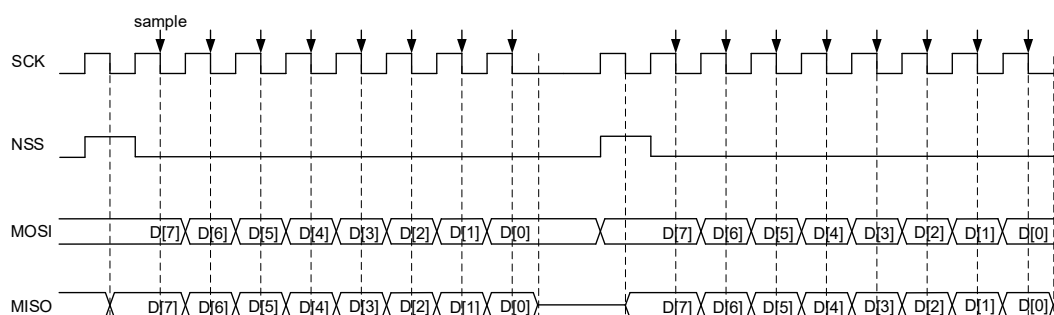 sample
SCK
NSS
MOSI D[7] D[6] D[5] D[4] D[3] D[2] D[1] D[0] D[7] D[6] D[5] D[4] D[3] D[2] D[1] D[0]
MISO D[7] D[6] D[5] D[4] D[3] D[2] D[1] D[0] D[7] D[6] D[5] D[4] D[3] D[2] D[1] D[0]